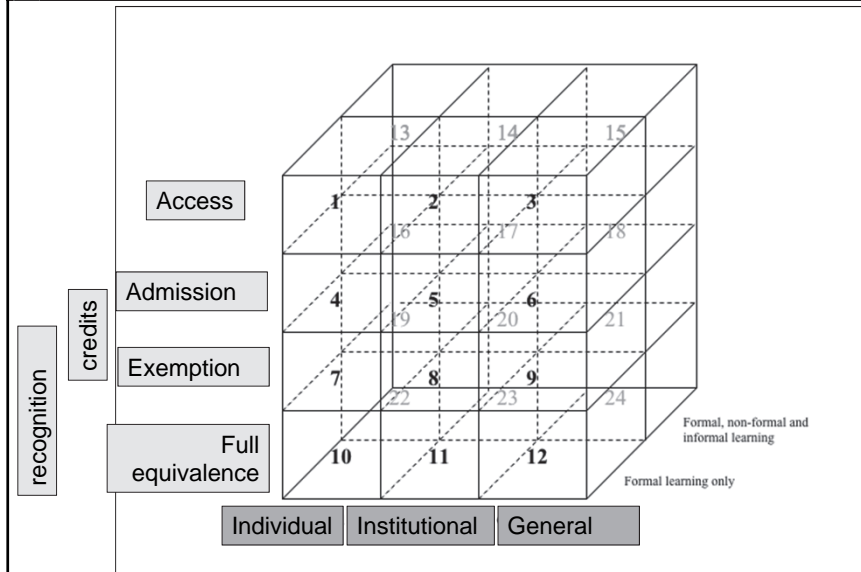 13 14 15
Access
1 2 3
16 17 18
Admission
4 5 6
credits
19 20 21
Exemption
7 8 9
recognition
22 23 24
Formal, non-formal and
informal learning
Full
equivalence
10 11 12
Formal learning only
Individual Institutional General